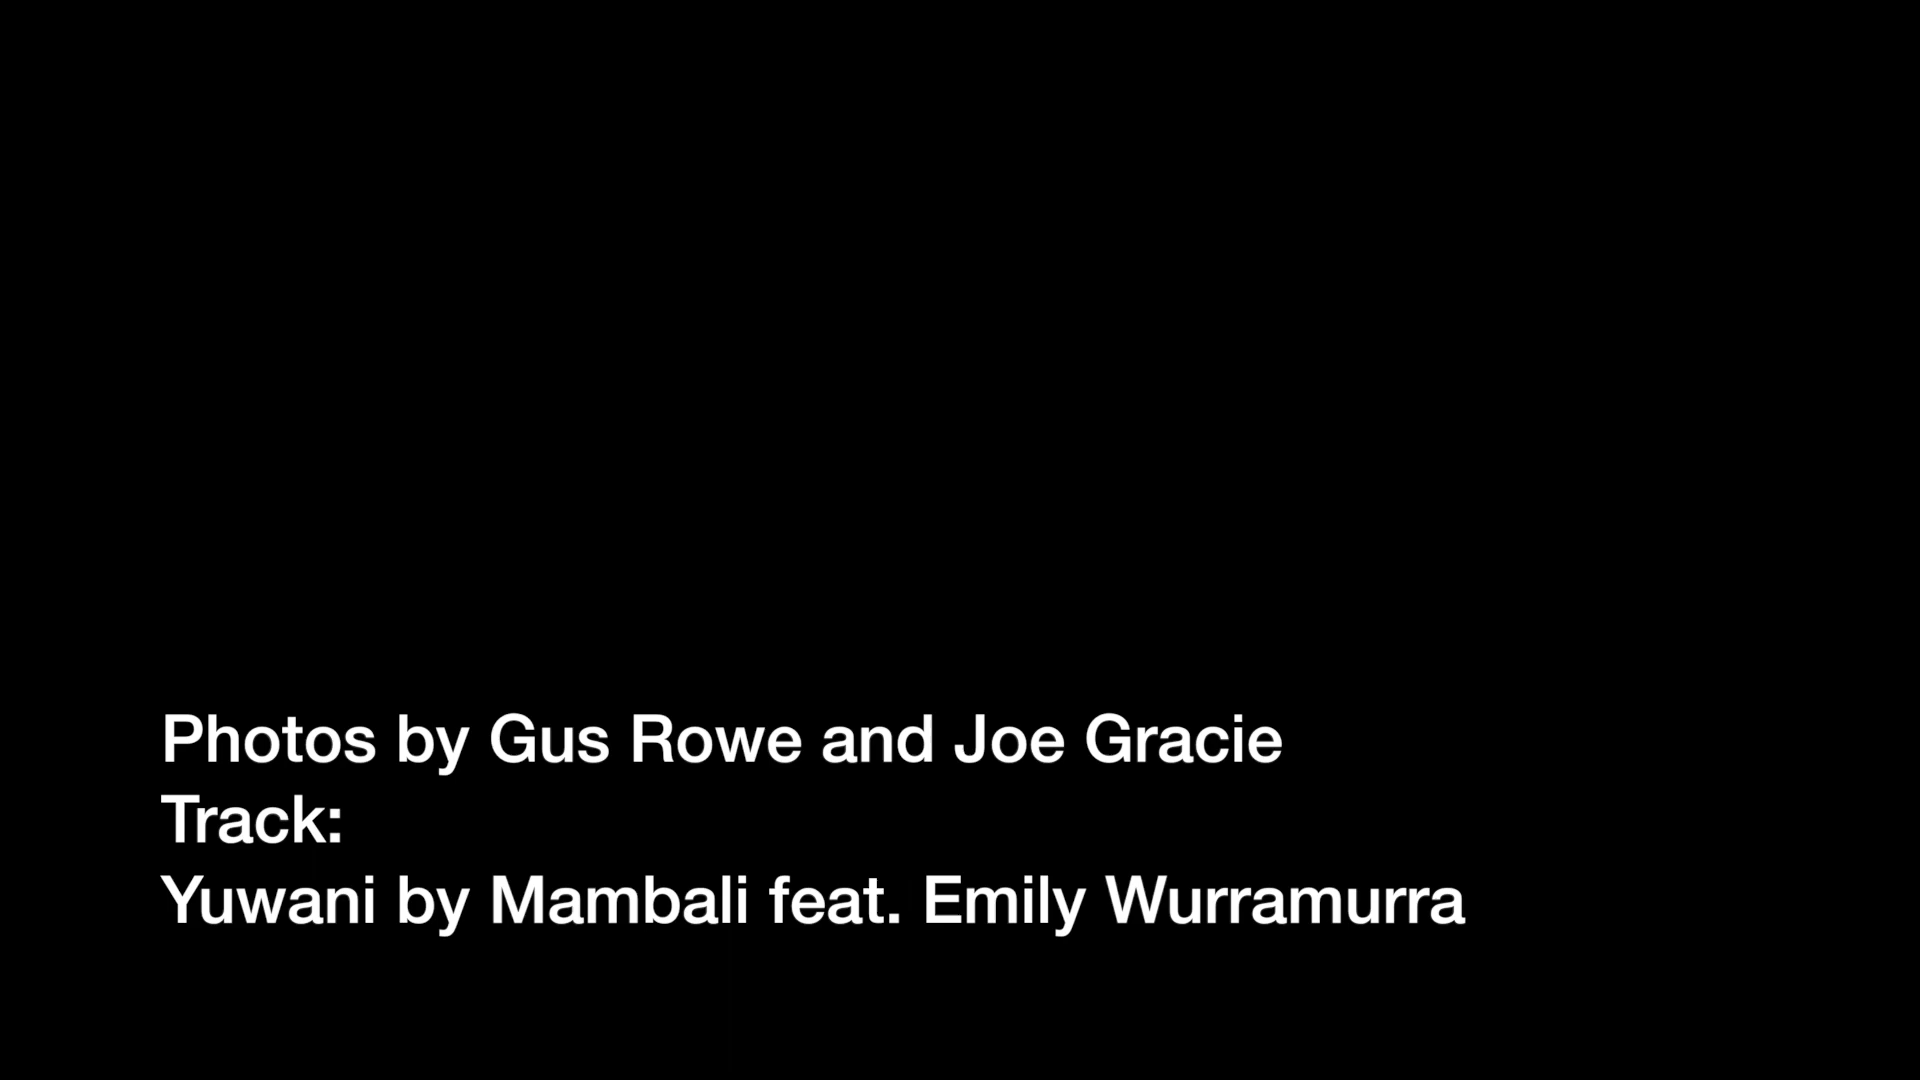 Photos by Gus Rowe and Joe Gracie
Track:
Yuwani by Mambali feat. Emily Wurramurra